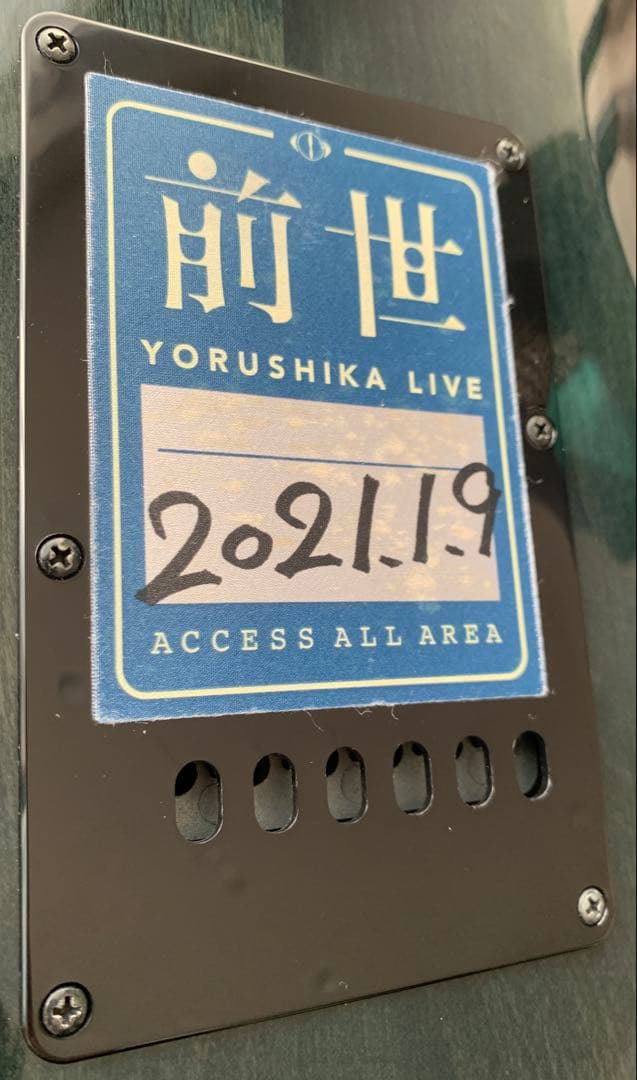 前世
YORUSHIKA LIVE
2021.1.9
ACCESS ALL AREA